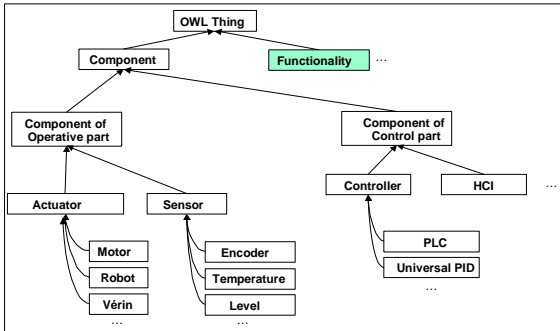 OWL Thing
Component
Functionality
...
Component of
Operative part
Component of
Control part
Actuator
Sensor
Controller
HCI
...
Motor
Encoder
PLC
Robot
Temperature
Universal PID
Vérin
Level
...
...
...